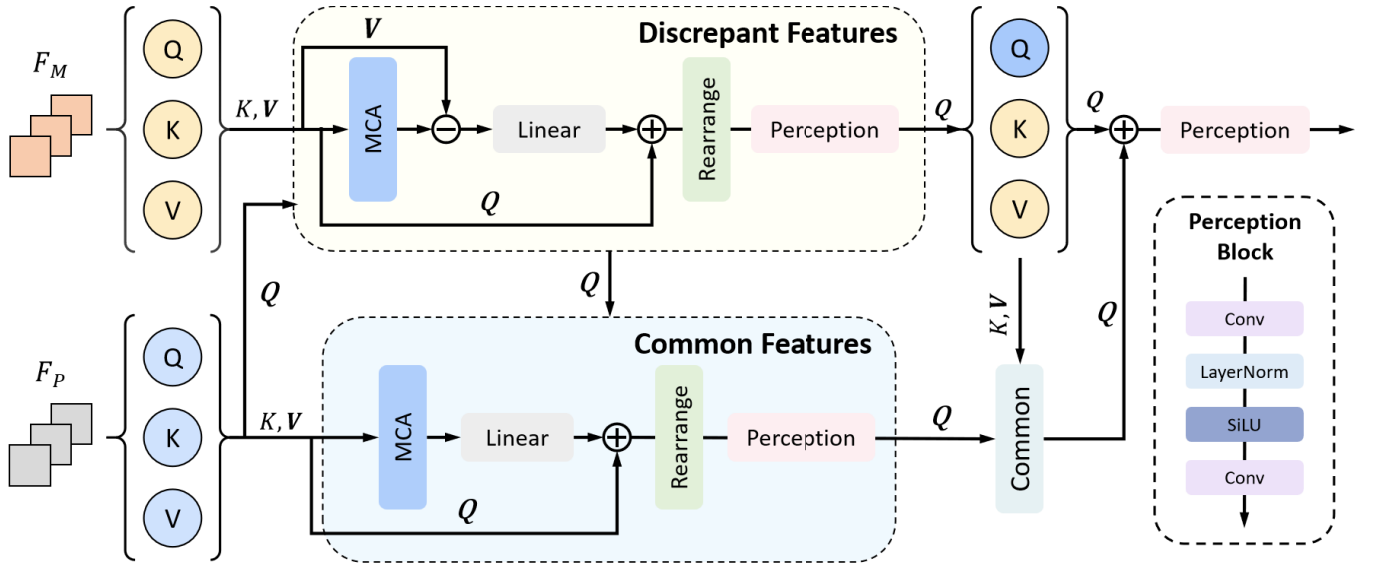 F_M
Q
K
V
K, V
V
Discrepant Features
MCA
−
Linear
+
Rearrange
Perception
Q
Q
Q
K
V
Q
+
Perception
Q
Q
K, V
Q
Perception
Block
Conv
LayerNorm
SiLU
Conv
F_P
Q
K
V
K, V
Common Features
MCA
Linear
+
Rearrange
Perception
Q
Q
Common